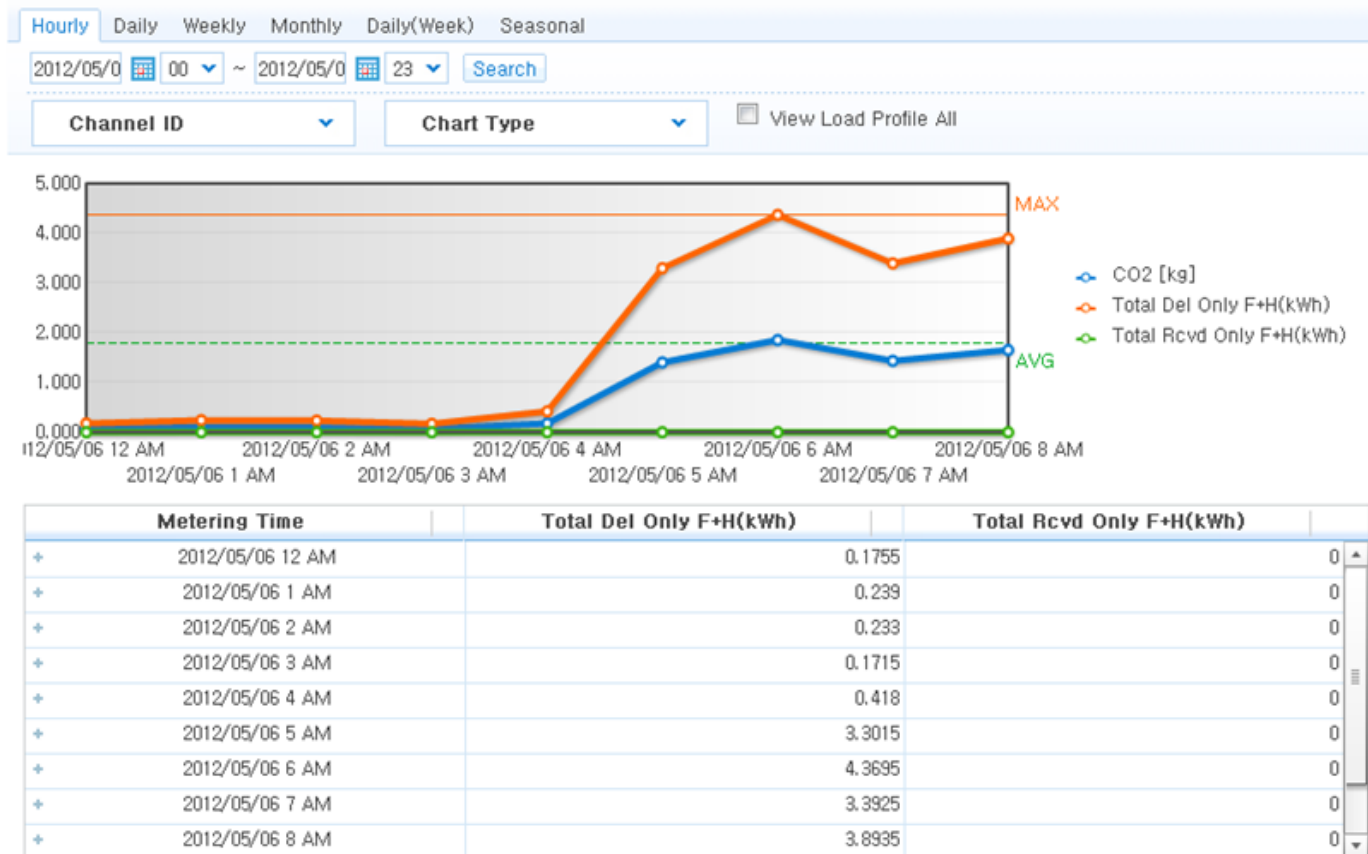 Hourly Daily Weekly Monthly Daily(Week) Seasonal
2012/05/0 00 ~ 2012/05/0 23 Search
Channel ID Chart Type View Load Profile All
5.000
4.000
3.000
2.000
1.000
0.000
MAX
AVG
CO2 [kg]
Total Del Only F+H(kWh)
Total Rcvd Only F+H(kWh)
12/05/06 12 AM 2012/05/06 2 AM 2012/05/06 4 AM 2012/05/06 6 AM 2012/05/06 8 AM
2012/05/06 1 AM 2012/05/06 3 AM 2012/05/06 5 AM 2012/05/06 7 AM
Metering Time Total Del Only F+H(kWh) Total Rcvd Only F+H(kWh)
+ 2012/05/06 12 AM 0.1755 0
+ 2012/05/06 1 AM 0.239 0
+ 2012/05/06 2 AM 0.233 0
+ 2012/05/06 3 AM 0.1715 0
+ 2012/05/06 4 AM 0.418 0
+ 2012/05/06 5 AM 3.3015 0
+ 2012/05/06 6 AM 4.3695 0
+ 2012/05/06 7 AM 3.3925 0
+ 2012/05/06 8 AM 3.8935 0